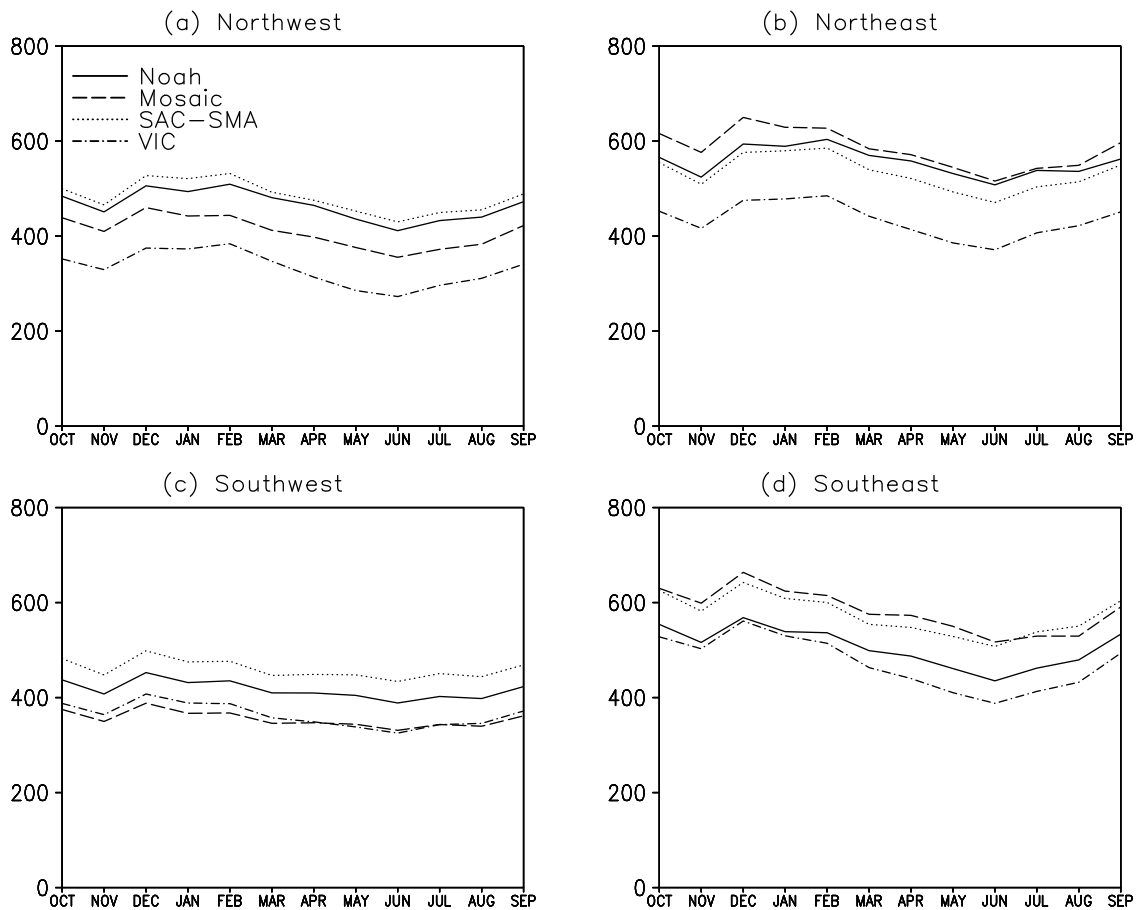 (a) Northwest
800
600
400
200
0
Noah
Mosaic
SAC-SMA
VIC
OCT NOV DEC JAN FEB MAR APR MAY JUN JUL AUG SEP
(b) Northeast
800
600
400
200
0
OCT NOV DEC JAN FEB MAR APR MAY JUN JUL AUG SEP
(c) Southwest
800
600
400
200
0
OCT NOV DEC JAN FEB MAR APR MAY JUN JUL AUG SEP
(d) Southeast
800
600
400
200
0
OCT NOV DEC JAN FEB MAR APR MAY JUN JUL AUG SEP